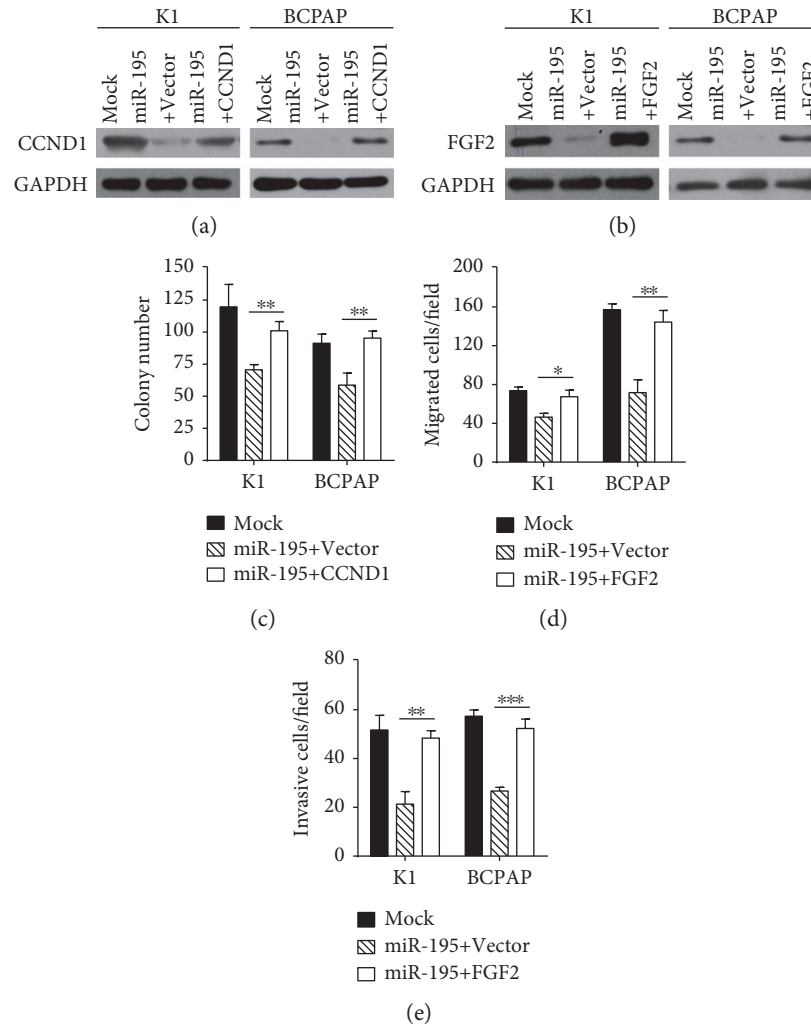 K1 BCPAP
Mock
miR-195
+Vector
miR-195
+CCND1
Mock
miR-195
+Vector
miR-195
+CCND1
CCND1
GAPDH
(a)
K1 BCPAP
Mock
miR-195
+Vector
miR-195
+FGF2
Mock
miR-195
+Vector
miR-195
+FGF2
FGF2
GAPDH
(b)
Colony number
150
125
100
75
50
25
0
** **
K1 BCPAP
Mock
miR-195+Vector
miR-195+CCND1
(c)
Migrated cells/field
200
160
120
80
40
0
* **
K1 BCPAP
Mock
miR-195+Vector
miR-195+FGF2
(d)
Invasive cells/field
80
60
40
20
0
** ***
K1 BCPAP
Mock
miR-195+Vector
miR-195+FGF2
(e)